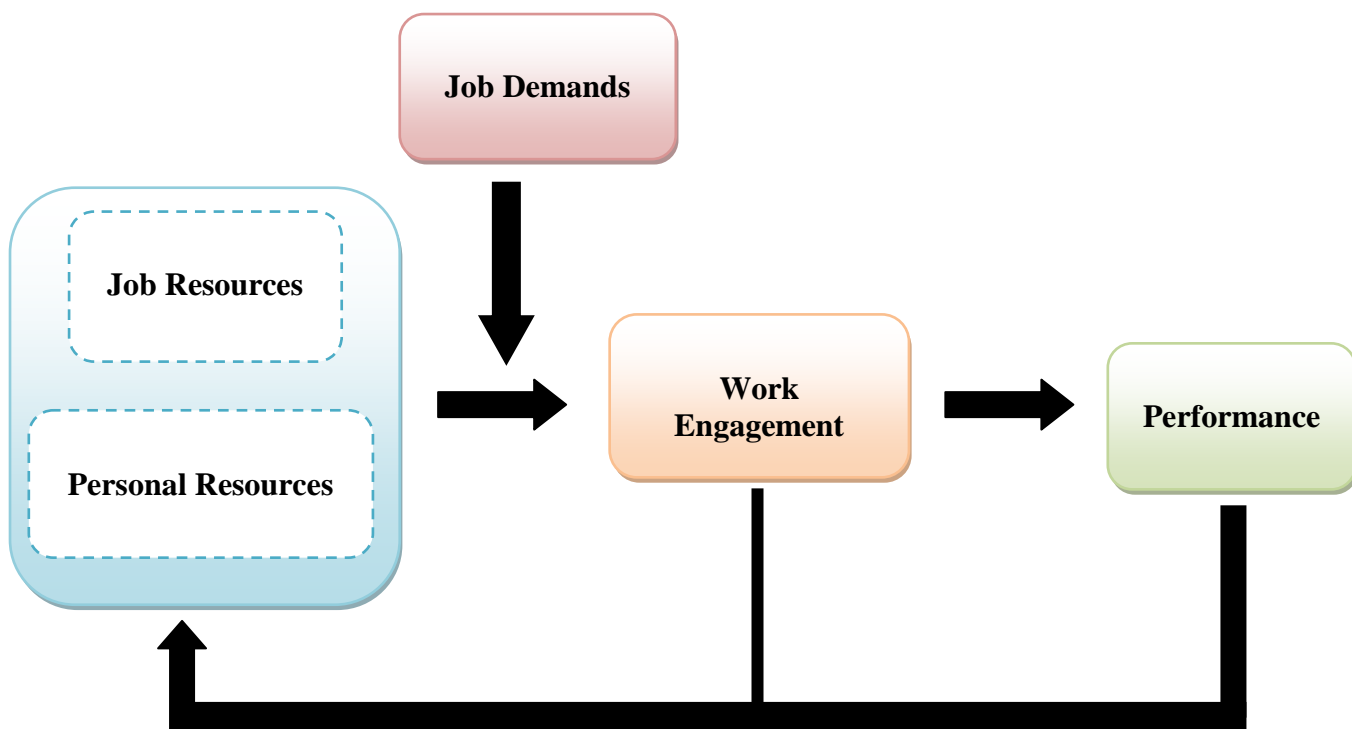 Job Demands
Job Resources
Personal Resources
Work
Engagement
Performance